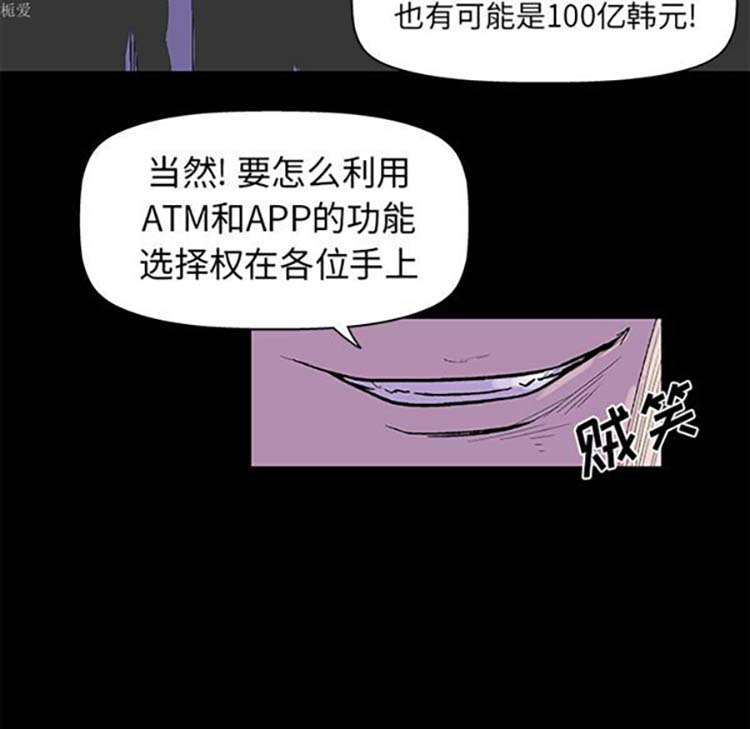 栀爱
也有可能是100亿韩元!
当然! 要怎么利用
ATM和APP的功能
选择权在各位手上
贼笑